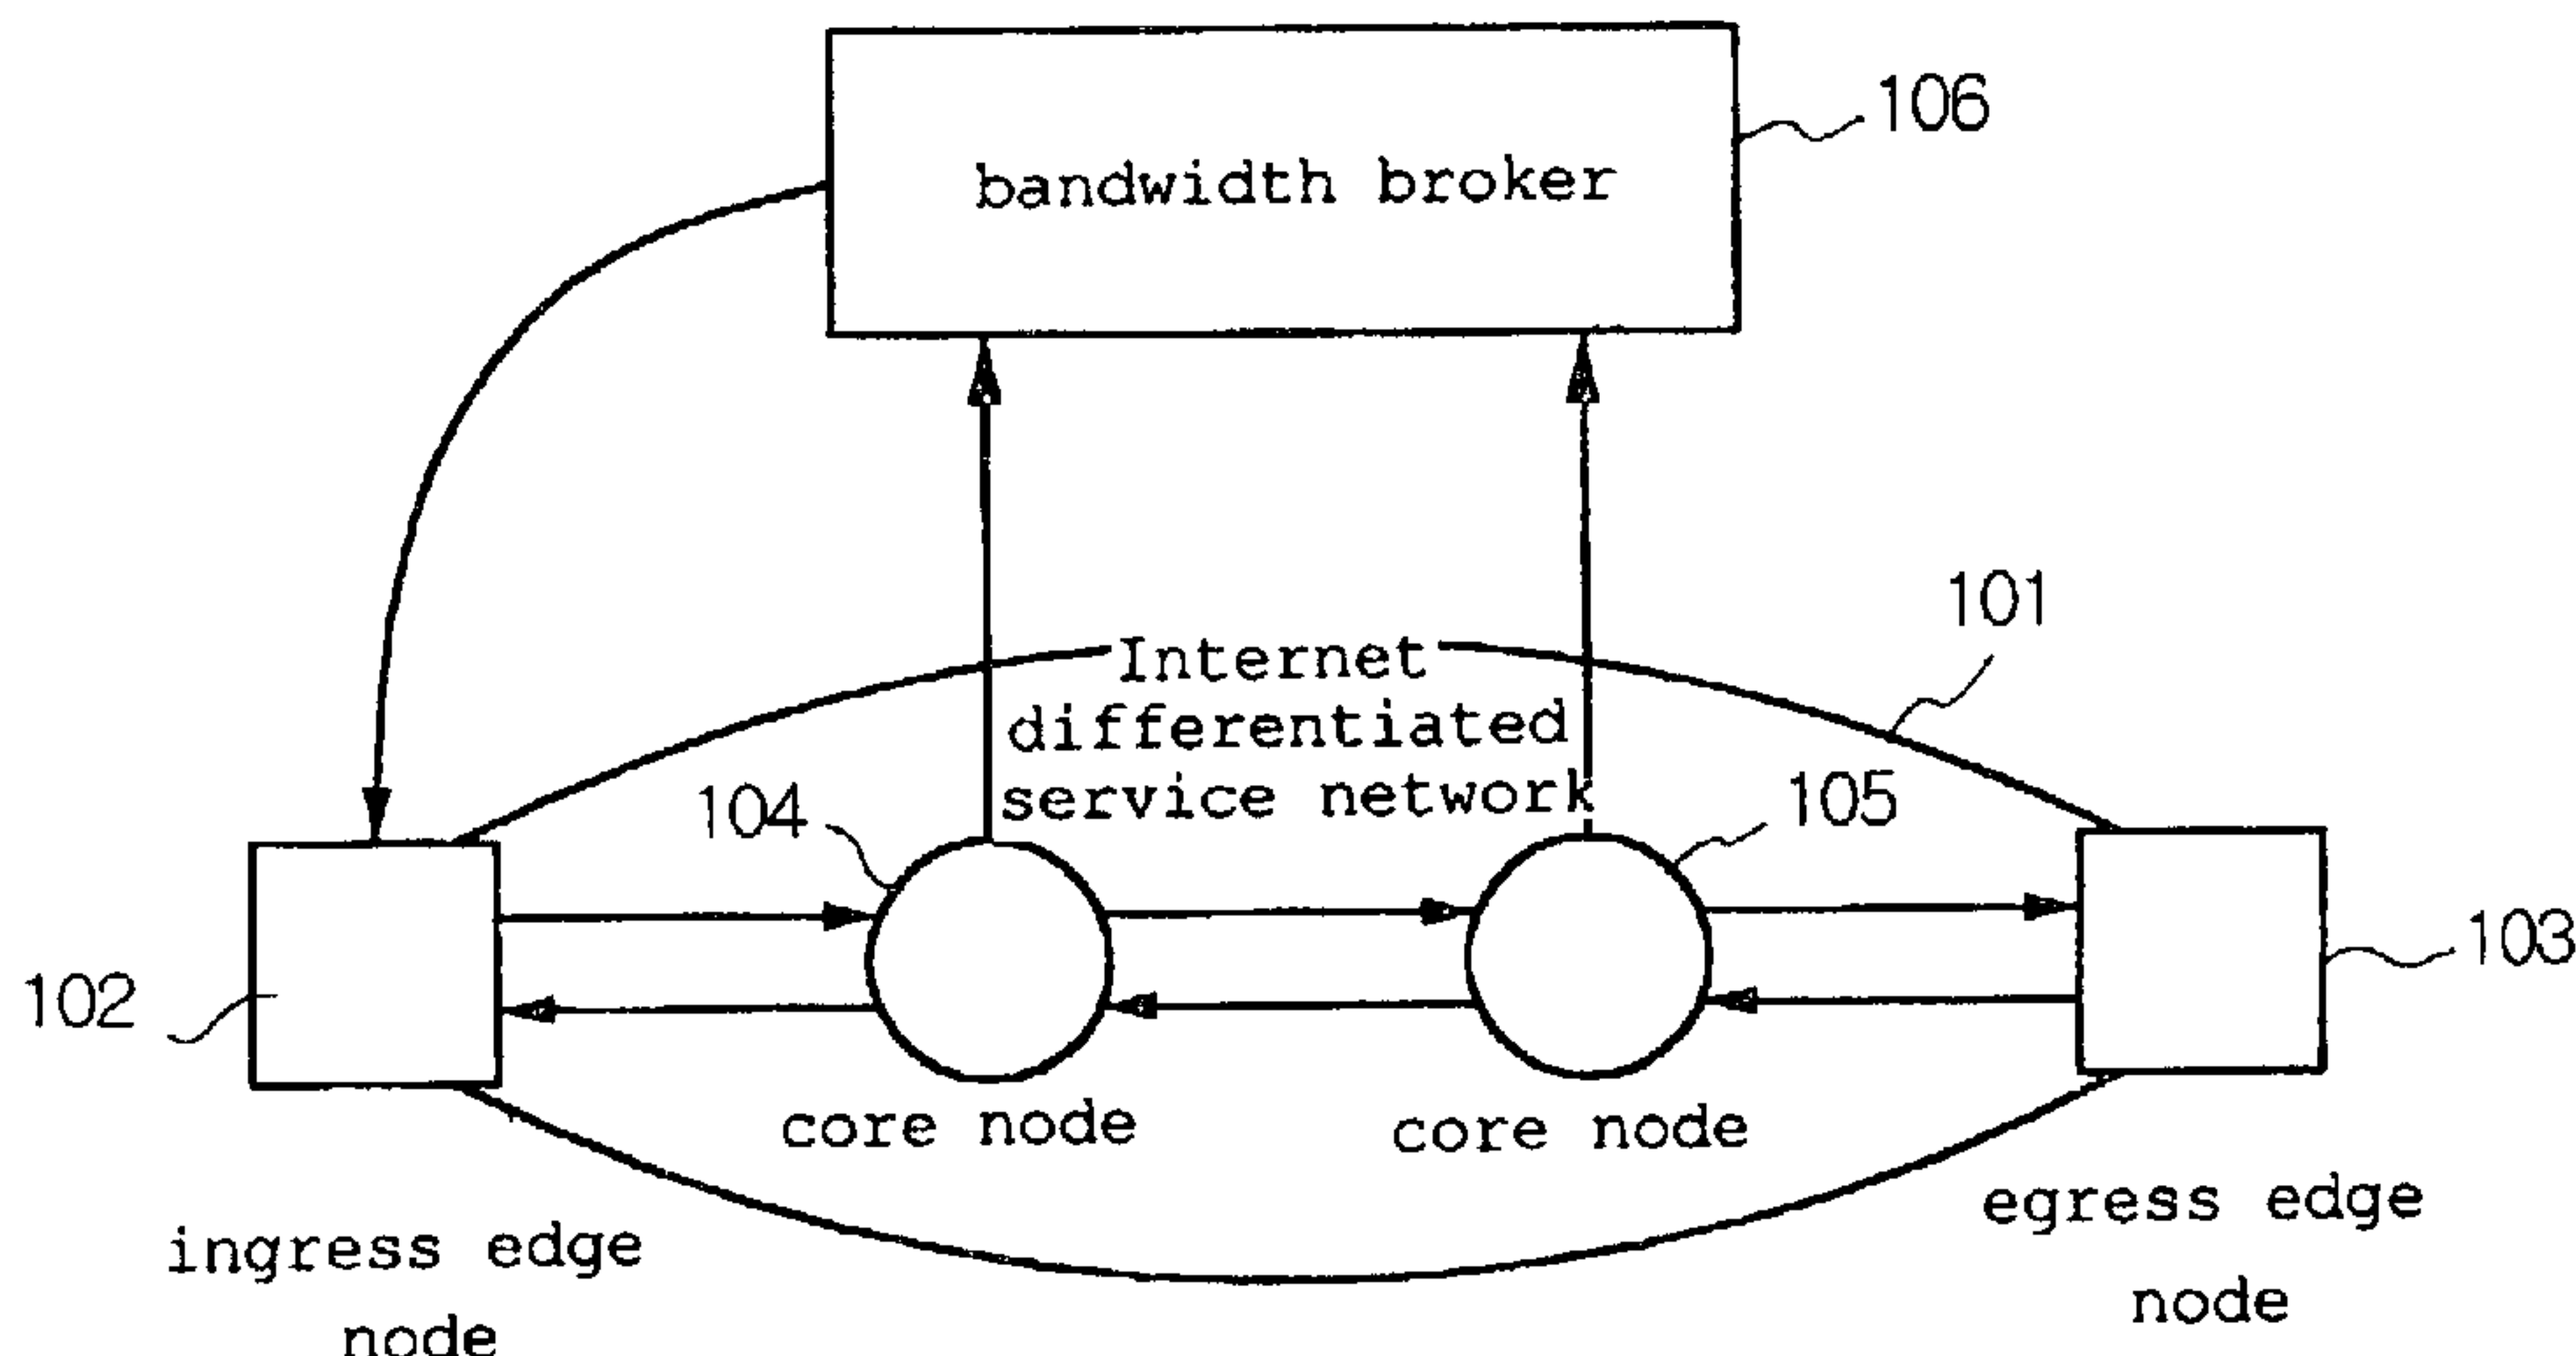 106
bandwidth broker
101
Internet
differentiated
service network
104
105
102
103
core node
core node
ingress edge
node
egress edge
node